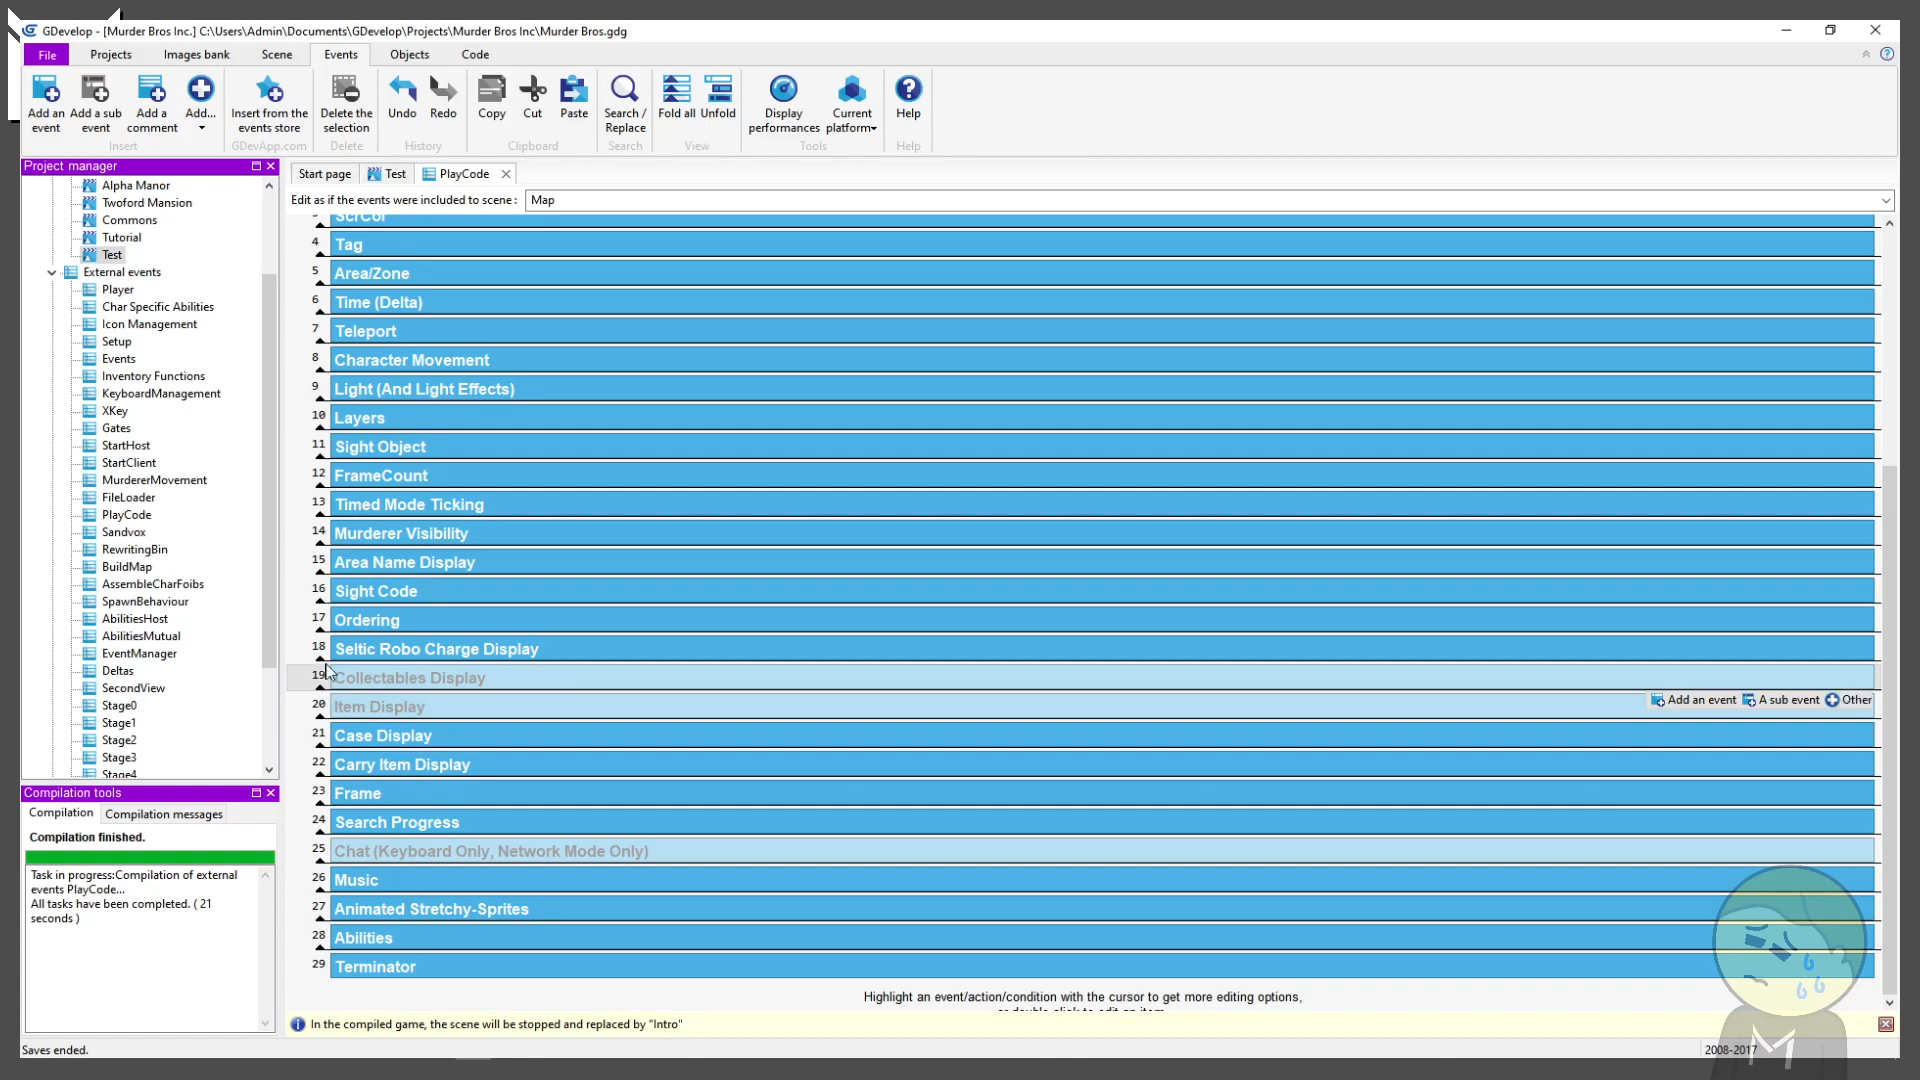 GDevelop - [Murder Bros Inc.] C:\Users\Admin\Documents\GDevelop\Projects\Murder Bros Inc\Murder Bros.gdg
File Projects Images bank Scene Events Objects Code
Add an event
Add a sub event
Add a comment
Add...
Insert from the events store
Delete the selection
Undo
Redo
Copy
Cut
Paste
Search / Replace
Fold all
Unfold
Display performances
Current platform
Help
Insert GDevApp.com Delete History Clipboard Search View Tools Help
Project manager
Alpha Manor
Twoford Mansion
Commons
Tutorial
Test
External events
Player
Char Specific Abilities
Icon Management
Setup
Events
Inventory Functions
KeyboardManagement
XKey
Gates
StartHost
StartClient
MurdererMovement
FileLoader
PlayCode
Sandvox
RewritingBin
BuildMap
AssembleCharFoibs
SpawnBehaviour
AbilitiesHost
AbilitiesMutual
EventManager
Deltas
SecondView
Stage0
Stage1
Stage2
Stage3
Stage4
Compilation tools
Compilation Compilation messages
Compilation finished.
Task in progress:Compilation of external
events PlayCode...
All tasks have been completed. ( 21
seconds )
Start page Test PlayCode
Edit as if the events were included to scene : Map
ScrCol
4 Tag
5 Area/Zone
6 Time (Delta)
7 Teleport
8 Character Movement
9 Light (And Light Effects)
10 Layers
11 Sight Object
12 FrameCount
13 Timed Mode Ticking
14 Murderer Visibility
15 Area Name Display
16 Sight Code
17 Ordering
18 Seltic Robo Charge Display
19 Collectables Display
20 Item Display
Add an event A sub event Other
21 Case Display
22 Carry Item Display
23 Frame
24 Search Progress
25 Chat (Keyboard Only, Network Mode Only)
26 Music
27 Animated Stretchy-Sprites
28 Abilities
29 Terminator
Highlight an event/action/condition with the cursor to get more editing options,
or double click to edit an item.
In the compiled game, the scene will be stopped and replaced by "Intro"
Saves ended.
2008-2017